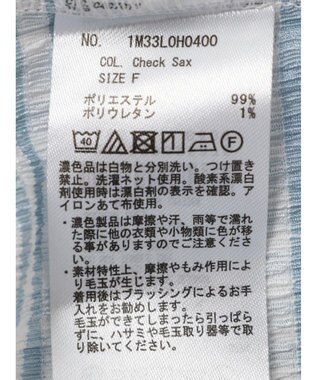 NO. 1M33L0H0400
COL. Check Sax
SIZE F
ポリエステル 99%
ポリウレタン 1%
40 F
濃色品は白物と分別洗い。つけ置き
禁止。洗濯ネット使用。酸素系漂白
剤使用時は漂白剤の表示を確認。ア
イロンあて布使用。
・濃色製品は摩擦や汗、雨等で濡れ
た際に他の衣類や小物類に色が移
る事がありますのでご注意くださ
い。
・素材特性上、摩擦やもみ作用によ
り毛玉が生じます。
着用後はブラッシングによるお手
入れをお勧めします。
毛玉ができてしまったら引っぱら
ずに、ハサミや毛玉取り器等で取
り除いてください。